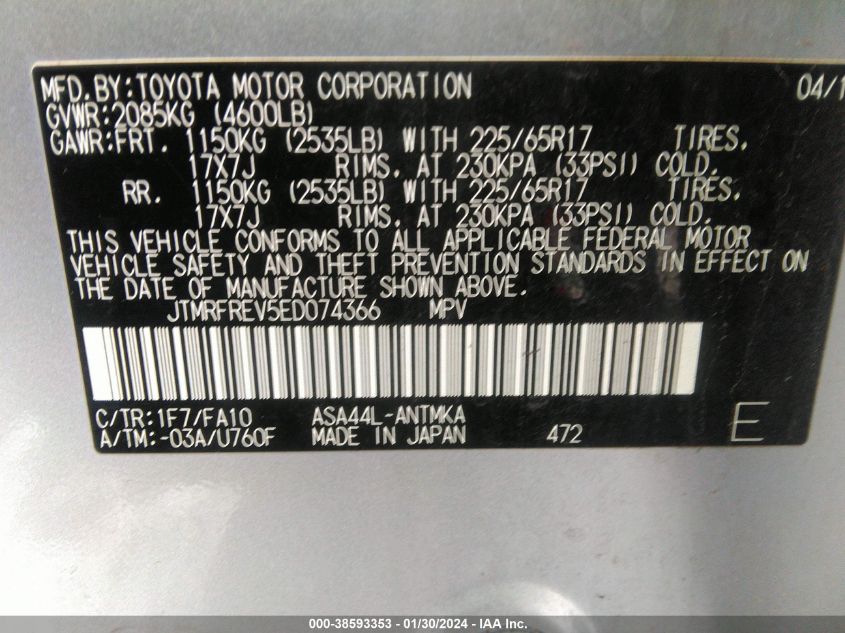 MFD.BY:TOYOTA MOTOR CORPORATION 04/1
GVWR:2085KG (4600LB)
GAWR:FRT. 1150KG (2535LB) WITH 225/65R17 TIRES.
17X7J RIMS. AT 230KPA (33PSI) COLD.
RR. 1150KG (2535LB) WITH 225/65R17 TIRES.
17X7J RIMS. AT 230KPA (33PSI) COLD.
THIS VEHICLE CONFORMS TO ALL APPLICABLE FEDERAL MOTOR
VEHICLE SAFETY AND THEFT PREVENTION STANDARDS IN EFFECT ON
THE DATE OF MANUFACTURE SHOWN ABOVE.
JTMRFREV5ED074366 MPV
C/TR:1F7/FA10 ASA44L-ANTMKA
A/TM:-03A/U760F MADE IN JAPAN 472 E
000-38593353 - 01/30/2024 - IAA Inc.